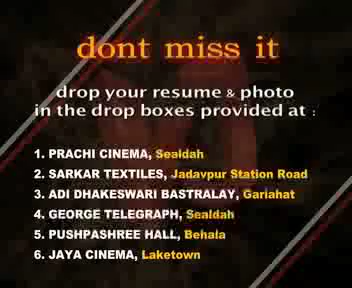 dont miss it
drop your resume & photo
in the drop boxes provided at :
1. PRACHI CINEMA, Sealdah
2. SARKAR TEXTILES, Jadavpur Station Road
3. ADI DHAKESWARI BASTRALAY, Gariahat
4. GEORGE TELEGRAPH, Sealdah
5. PUSHPASHREE HALL, Behala
6. JAYA CINEMA, Laketown